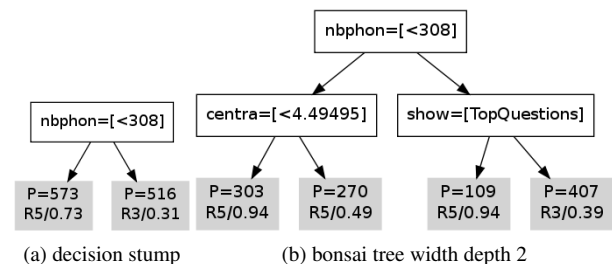 nbphon=[<308]
P=573
R5/0.73
P=516
R3/0.31
(a) decision stump
nbphon=[<308]
centra=[<4.49495]
show=[TopQuestions]
P=303
R5/0.94
P=270
R5/0.49
P=109
R5/0.94
P=407
R3/0.39
(b) bonsai tree width depth 2